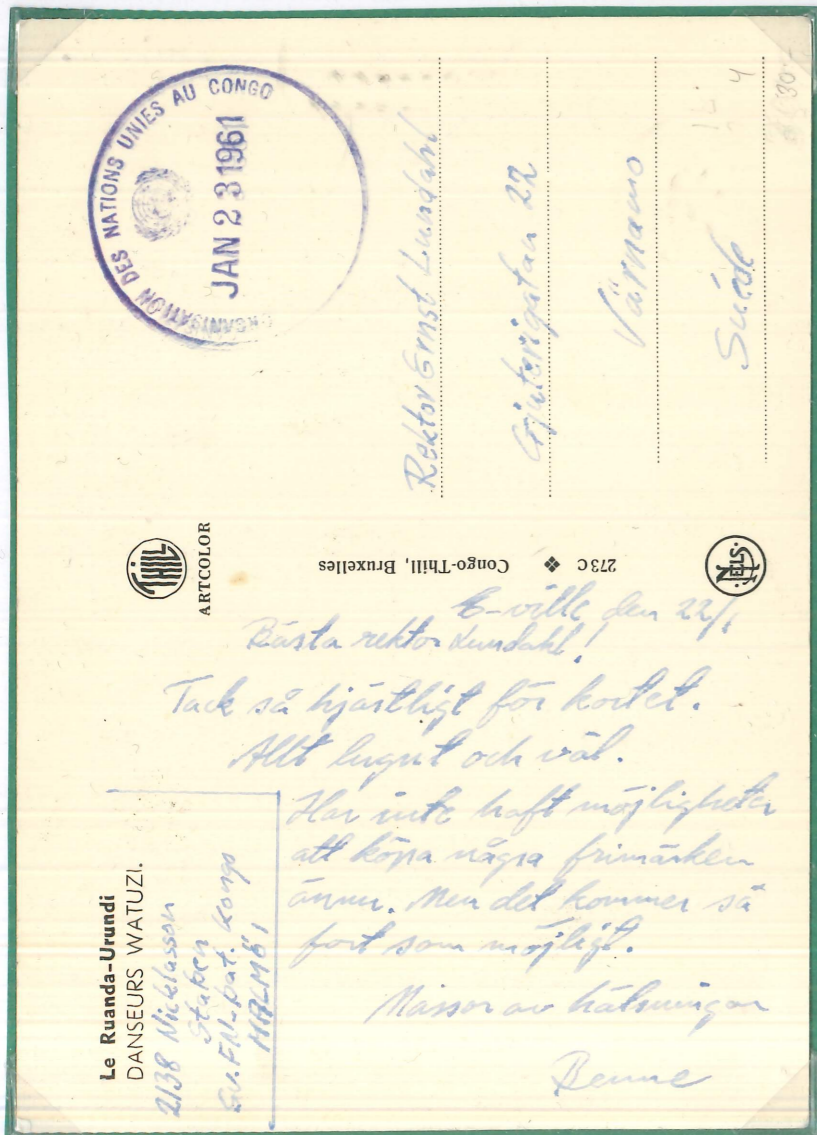 ORGANISATION DES NATIONS UNIES AU CONGO
JAN 23 1961
Rektor Ernst Lundahl
22
Värnamo
Suède
THILL
ARTCOLOR
Congo-Thill, Bruxelles ❖ 273C
NELS
E-ville den 22/1
Bästa rektor Lundahl!
Tack så hjärtligt för kortet.
Allt lugnt och väl.
Har inte haft möjligheter
att köpa några frimärken
ännu. Men det kommer så
fort som möjligt.
Massor av hälsningar
Benne
Le Ruanda-Urundi
DANSEURS WATUZI.
2138 Nicklasson
Staben
Sv. FN-bat. Kongo
MALMÖ 1